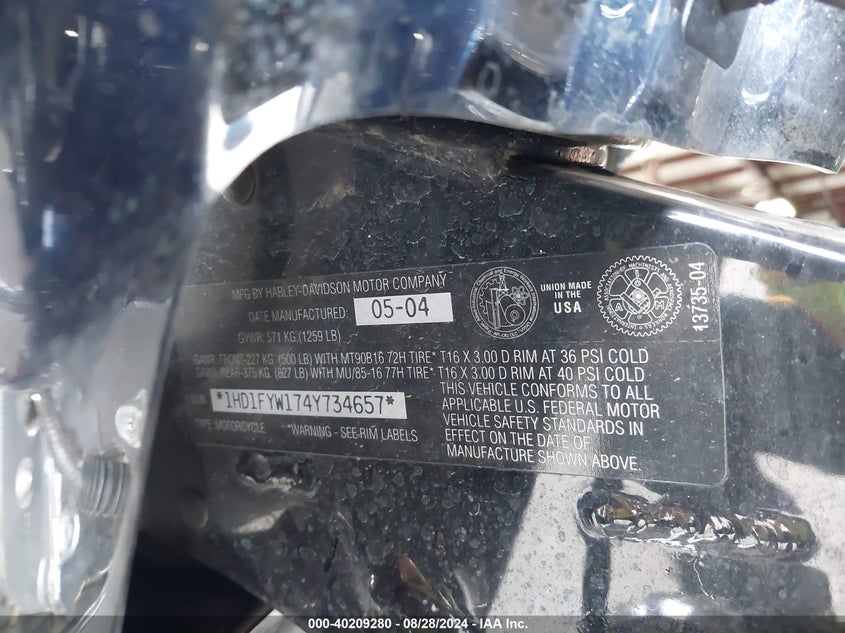 MFG BY HARLEY-DAVIDSON MOTOR COMPANY
DATE MANUFACTURED: 05-04
GVWR: 571 KG.(1259 LB)
UNION MADE
IN THE
USA
13735-04
GAWR: FRONT-227 KG (500 LB) WITH MT90B16 72H TIRE* T16 X 3.00 D RIM AT 36 PSI COLD
GAWR: REAR-375 KG. (827 LB) WITH MU/85-16 77H TIRE* T16 X 3.00 D RIM AT 40 PSI COLD
VIN *1HD1FYW174Y734657*
TYPE: MOTORCYCLE *WARNING - SEE RIM LABELS
THIS VEHICLE CONFORMS TO ALL
APPLICABLE U.S. FEDERAL MOTOR
VEHICLE SAFETY STANDARDS IN
EFFECT ON THE DATE OF
MANUFACTURE SHOWN ABOVE.
000-40209280 - 08/28/2024 - IAA Inc.